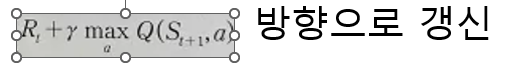 R_t + γ max_a Q(S_{t+1}, a) 방향으로 갱신